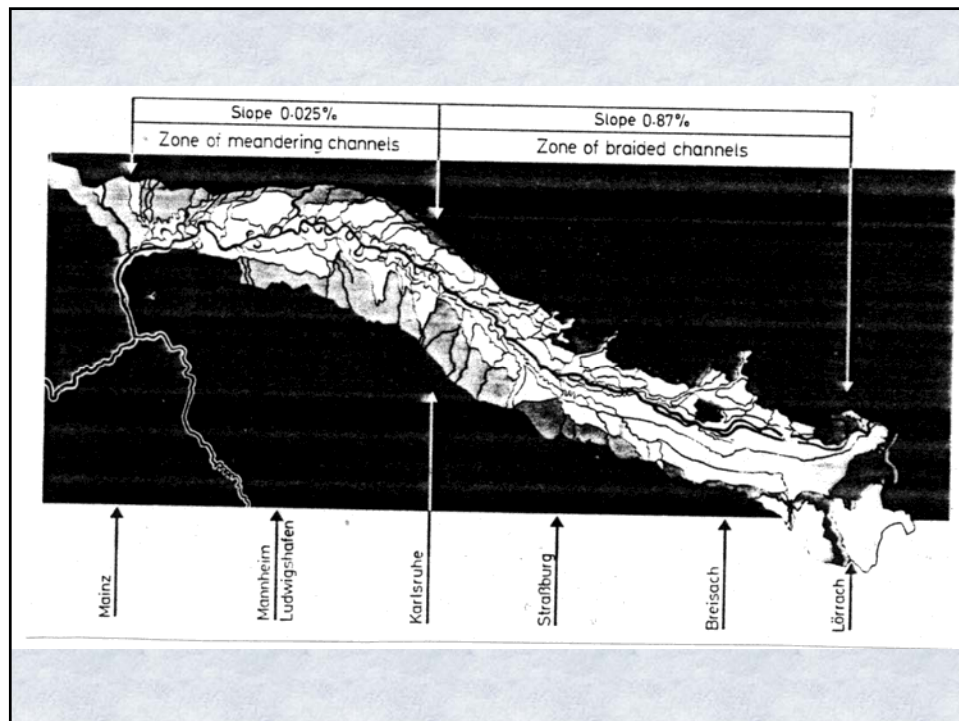 Slope 0.025%
Slope 0.87%
Zone of meandering channels
Zone of braided channels
Mainz
Mannheim
Ludwigshafen
Karlsruhe
Straßburg
Breisach
Lörrach